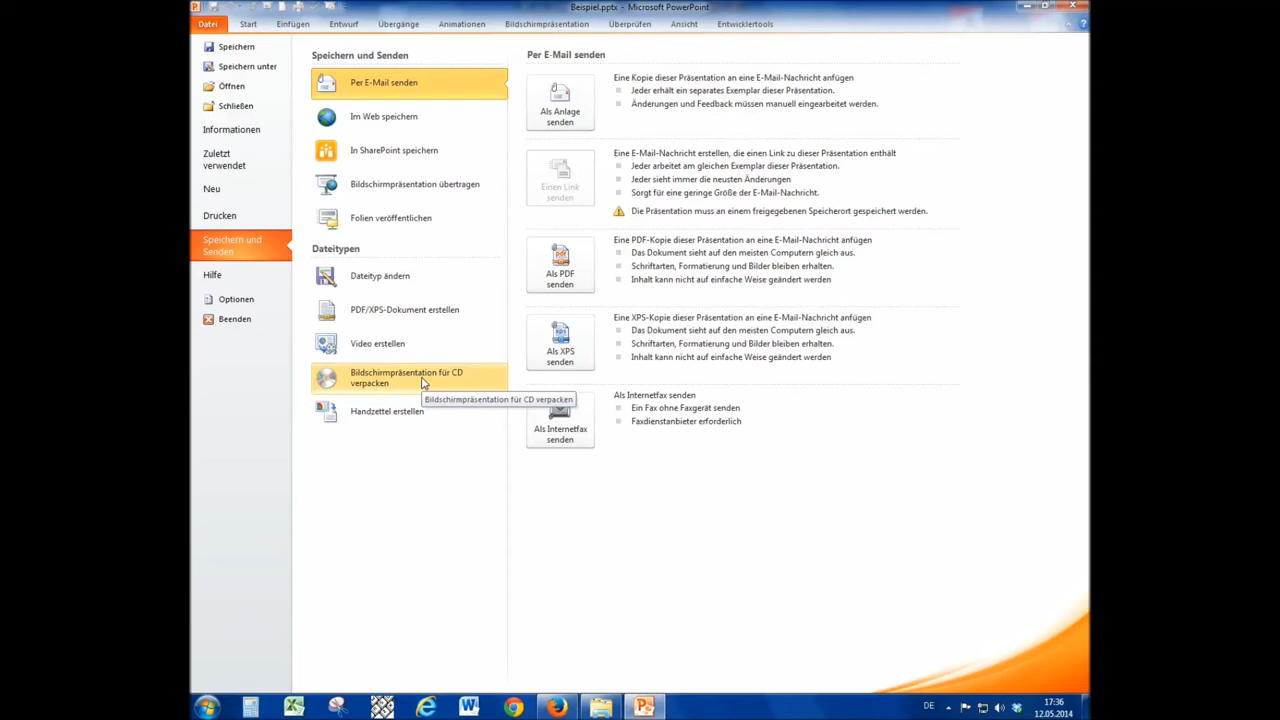 Beispiel.pptx - Microsoft PowerPoint
Datei Start Einfügen Entwurf Übergänge Animationen Bildschirmpräsentation Überprüfen Ansicht Entwicklertools
Speichern
Speichern unter
Öffnen
Schließen
Informationen
Zuletzt
verwendet
Neu
Drucken
Speichern und
Senden
Hilfe
Optionen
Beenden
Speichern und Senden
Per E-Mail senden
Im Web speichern
In SharePoint speichern
Bildschirmpräsentation übertragen
Folien veröffentlichen
Dateitypen
Dateityp ändern
PDF/XPS-Dokument erstellen
Video erstellen
Bildschirmpräsentation für CD
verpacken
Bildschirmpräsentation für CD verpacken
Handzettel erstellen
Per E-Mail senden
Als Anlage
senden
Eine Kopie dieser Präsentation an eine E-Mail-Nachricht anfügen
Jeder erhält ein separates Exemplar dieser Präsentation.
Änderungen und Feedback müssen manuell eingearbeitet werden.
Einen Link
senden
Eine E-Mail-Nachricht erstellen, die einen Link zu dieser Präsentation enthält
Jeder arbeitet am gleichen Exemplar dieser Präsentation.
Jeder sieht immer die neusten Änderungen
Sorgt für eine geringe Größe der E-Mail-Nachricht.
Die Präsentation muss an einem freigegebenen Speicherort gespeichert werden.
Als PDF
senden
Eine PDF-Kopie dieser Präsentation an eine E-Mail-Nachricht anfügen
Das Dokument sieht auf den meisten Computern gleich aus.
Schriftarten, Formatierung und Bilder bleiben erhalten.
Inhalt kann nicht auf einfache Weise geändert werden
Als XPS
senden
Eine XPS-Kopie dieser Präsentation an eine E-Mail-Nachricht anfügen
Das Dokument sieht auf den meisten Computern gleich aus.
Schriftarten, Formatierung und Bilder bleiben erhalten.
Inhalt kann nicht auf einfache Weise geändert werden
Als Internetfax
senden
Als Internetfax senden
Ein Fax ohne Faxgerät senden
Faxdienstanbieter erforderlich
DE
17:36
12.05.2014